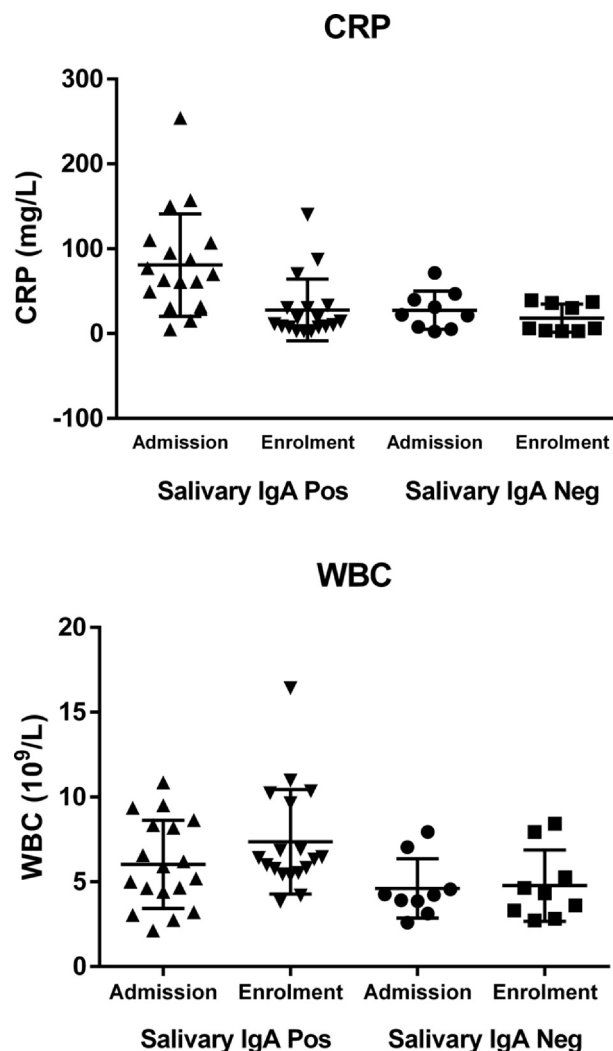 CRP
300
200
100
0
-100
CRP (mg/L)
Admission Enrolment Admission Enrolment
Salivary IgA Pos Salivary IgA Neg
WBC
20
15
10
5
0
WBC (10⁹/L)
Admission Enrolment Admission Enrolment
Salivary IgA Pos Salivary IgA Neg